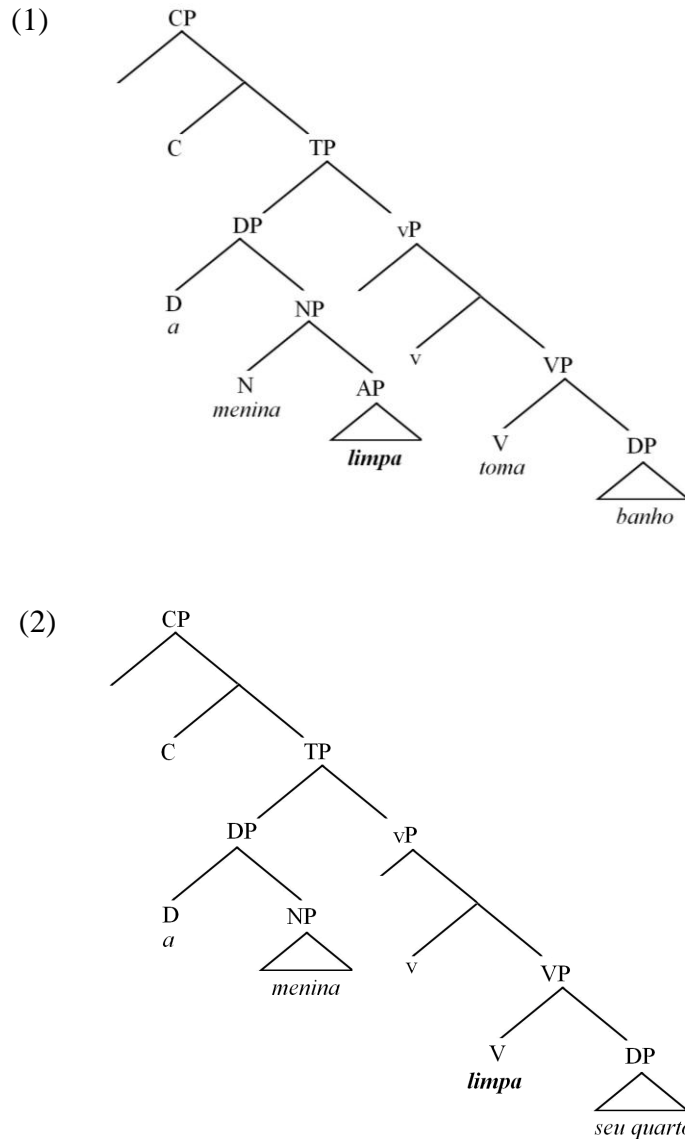 (1)
CP
C TP
DP vP
D NP
a
v VP
N AP
menina
V DP
limpa toma
banho
(2)
CP
C TP
DP vP
D NP
a
menina v VP
V DP
limpa
seu quarto